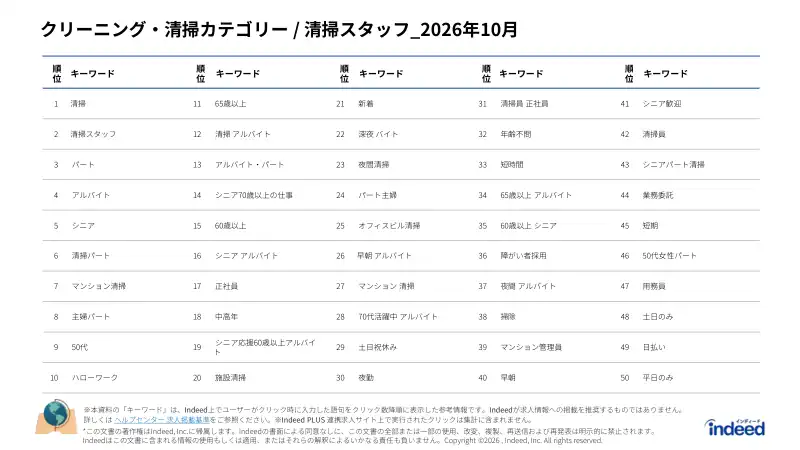 クリーニング・清掃カテゴリー / 清掃スタッフ_2026年10月
順位 キーワード 順位 キーワード 順位 キーワード 順位 キーワード 順位 キーワード
1 清掃 11 65歳以上 21 新着 31 清掃員 正社員 41 シニア歓迎
2 清掃スタッフ 12 清掃 アルバイト 22 深夜 バイト 32 年齢不問 42 清掃員
3 パート 13 アルバイト・パート 23 夜間清掃 33 短時間 43 シニアパート清掃
4 アルバイト 14 シニア70歳以上の仕事 24 パート主婦 34 65歳以上 アルバイト 44 業務委託
5 シニア 15 60歳以上 25 オフィスビル清掃 35 60歳以上 シニア 45 短期
6 清掃パート 16 シニア アルバイト 26 早朝 アルバイト 36 障がい者採用 46 50代女性パート
7 マンション清掃 17 正社員 27 マンション 清掃 37 夜間 アルバイト 47 用務員
8 主婦パート 18 中高年 28 70代活躍中 アルバイト 38 掃除 48 土日のみ
9 50代 19 シニア応援60歳以上アルバイト 29 土日祝休み 39 マンション管理員 49 日払い
10 ハローワーク 20 施設清掃 30 夜勤 40 早朝 50 平日のみ
※本資料の「キーワード」は、Indeed上でユーザーがクリック時に入力した語句をクリック数降順に表示した参考情報です。Indeedが求人情報への掲載を推奨するものではありません。
詳しくは ヘルプセンター 求人掲載基準をご参照ください。※Indeed PLUS 連携求人サイト上で実行されたクリックは集計に含まれません。
*この文書の著作権はIndeed, Inc.に帰属します。Indeedの書面による同意なしに、この文書の全部または一部の使用、改変、複製、再送信および再発表は明示的に禁止されます。
Indeedはこの文書に含まれる情報の使用もしくは適用、またはそれらの解釈によるいかなる責任も負いません。Copyright ©2026 , Indeed, Inc. All rights reserved.
インディード
indeed